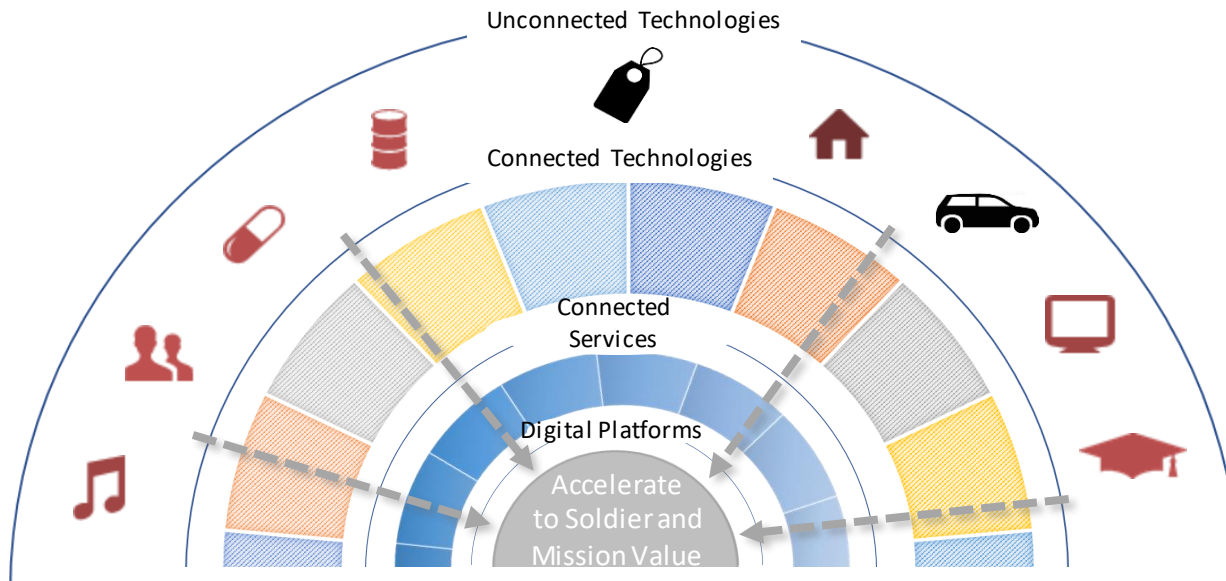 Unconnected Technologies
Connected Technologies
Connected
Services
Digital Platforms
Accelerate
to Soldier and
Mission Value